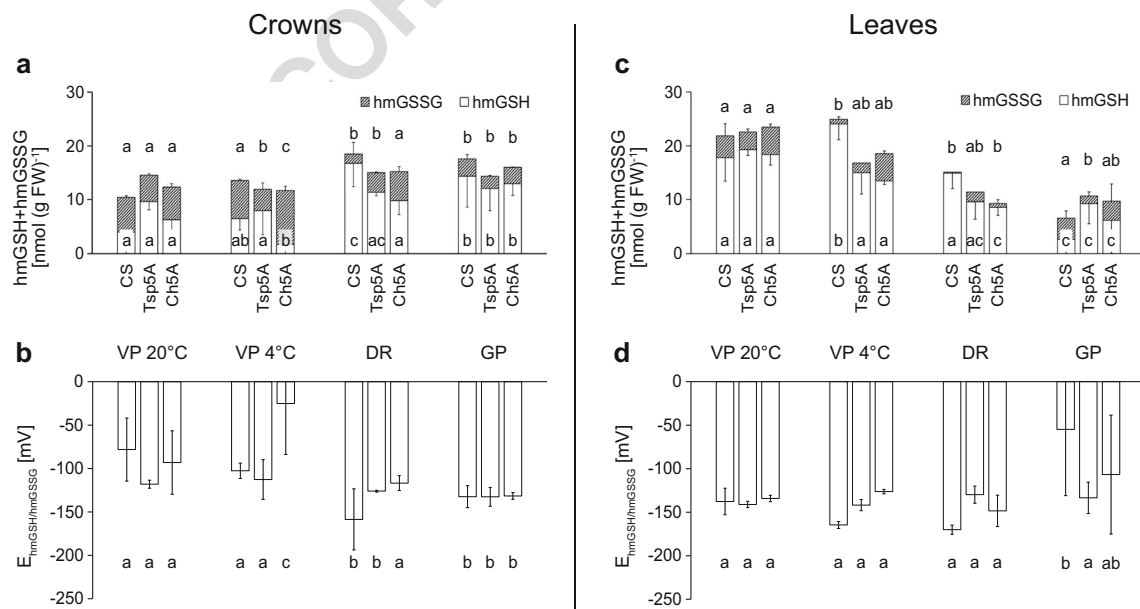 Crowns
Leaves
COR
a
30
20
10
0
hmGSH+hmGSSG
[nmol (g FW)⁻¹]
hmGSSG hmGSH
a a a a b c b b a b b b
a a a ab a b c ac a b b b
CS Tsp5A Ch5A CS Tsp5A Ch5A CS Tsp5A Ch5A CS Tsp5A Ch5A
c
30
20
10
0
hmGSH+hmGSSG
[nmol (g FW)⁻¹]
hmGSSG hmGSH
a a a b ab ab b ab b a b ab
a a a b a a a ac c c c c
CS Tsp5A Ch5A CS Tsp5A Ch5A CS Tsp5A Ch5A CS Tsp5A Ch5A
b
VP 20°C VP 4°C DR GP
0
-50
-100
-150
-200
-250
E hmGSH/hmGSSG [mV]
a a a a a c b b a b b b
d
VP 20°C VP 4°C DR GP
0
-50
-100
-150
-200
-250
E hmGSH/hmGSSG [mV]
a a a a a a a a a b a ab